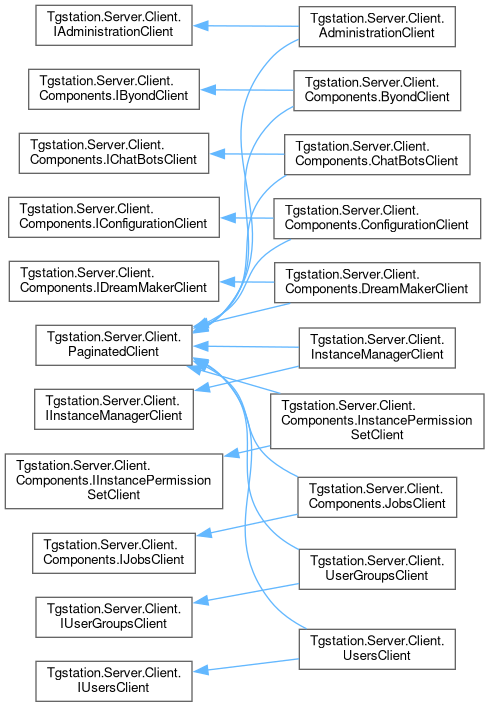 Tgstation.Server.Client.
IAdministrationClient
Tgstation.Server.Client.
AdministrationClient
Tgstation.Server.Client.
Components.IByondClient
Tgstation.Server.Client.
Components.ByondClient
Tgstation.Server.Client.
Components.IChatBotsClient
Tgstation.Server.Client.
Components.ChatBotsClient
Tgstation.Server.Client.
Components.IConfigurationClient
Tgstation.Server.Client.
Components.ConfigurationClient
Tgstation.Server.Client.
Components.IDreamMakerClient
Tgstation.Server.Client.
Components.DreamMakerClient
Tgstation.Server.Client.
PaginatedClient
Tgstation.Server.Client.
InstanceManagerClient
Tgstation.Server.Client.
IInstanceManagerClient
Tgstation.Server.Client.
Components.InstancePermission
SetClient
Tgstation.Server.Client.
Components.IInstancePermission
SetClient
Tgstation.Server.Client.
Components.JobsClient
Tgstation.Server.Client.
Components.IJobsClient
Tgstation.Server.Client.
UserGroupsClient
Tgstation.Server.Client.
IUserGroupsClient
Tgstation.Server.Client.
UsersClient
Tgstation.Server.Client.
IUsersClient